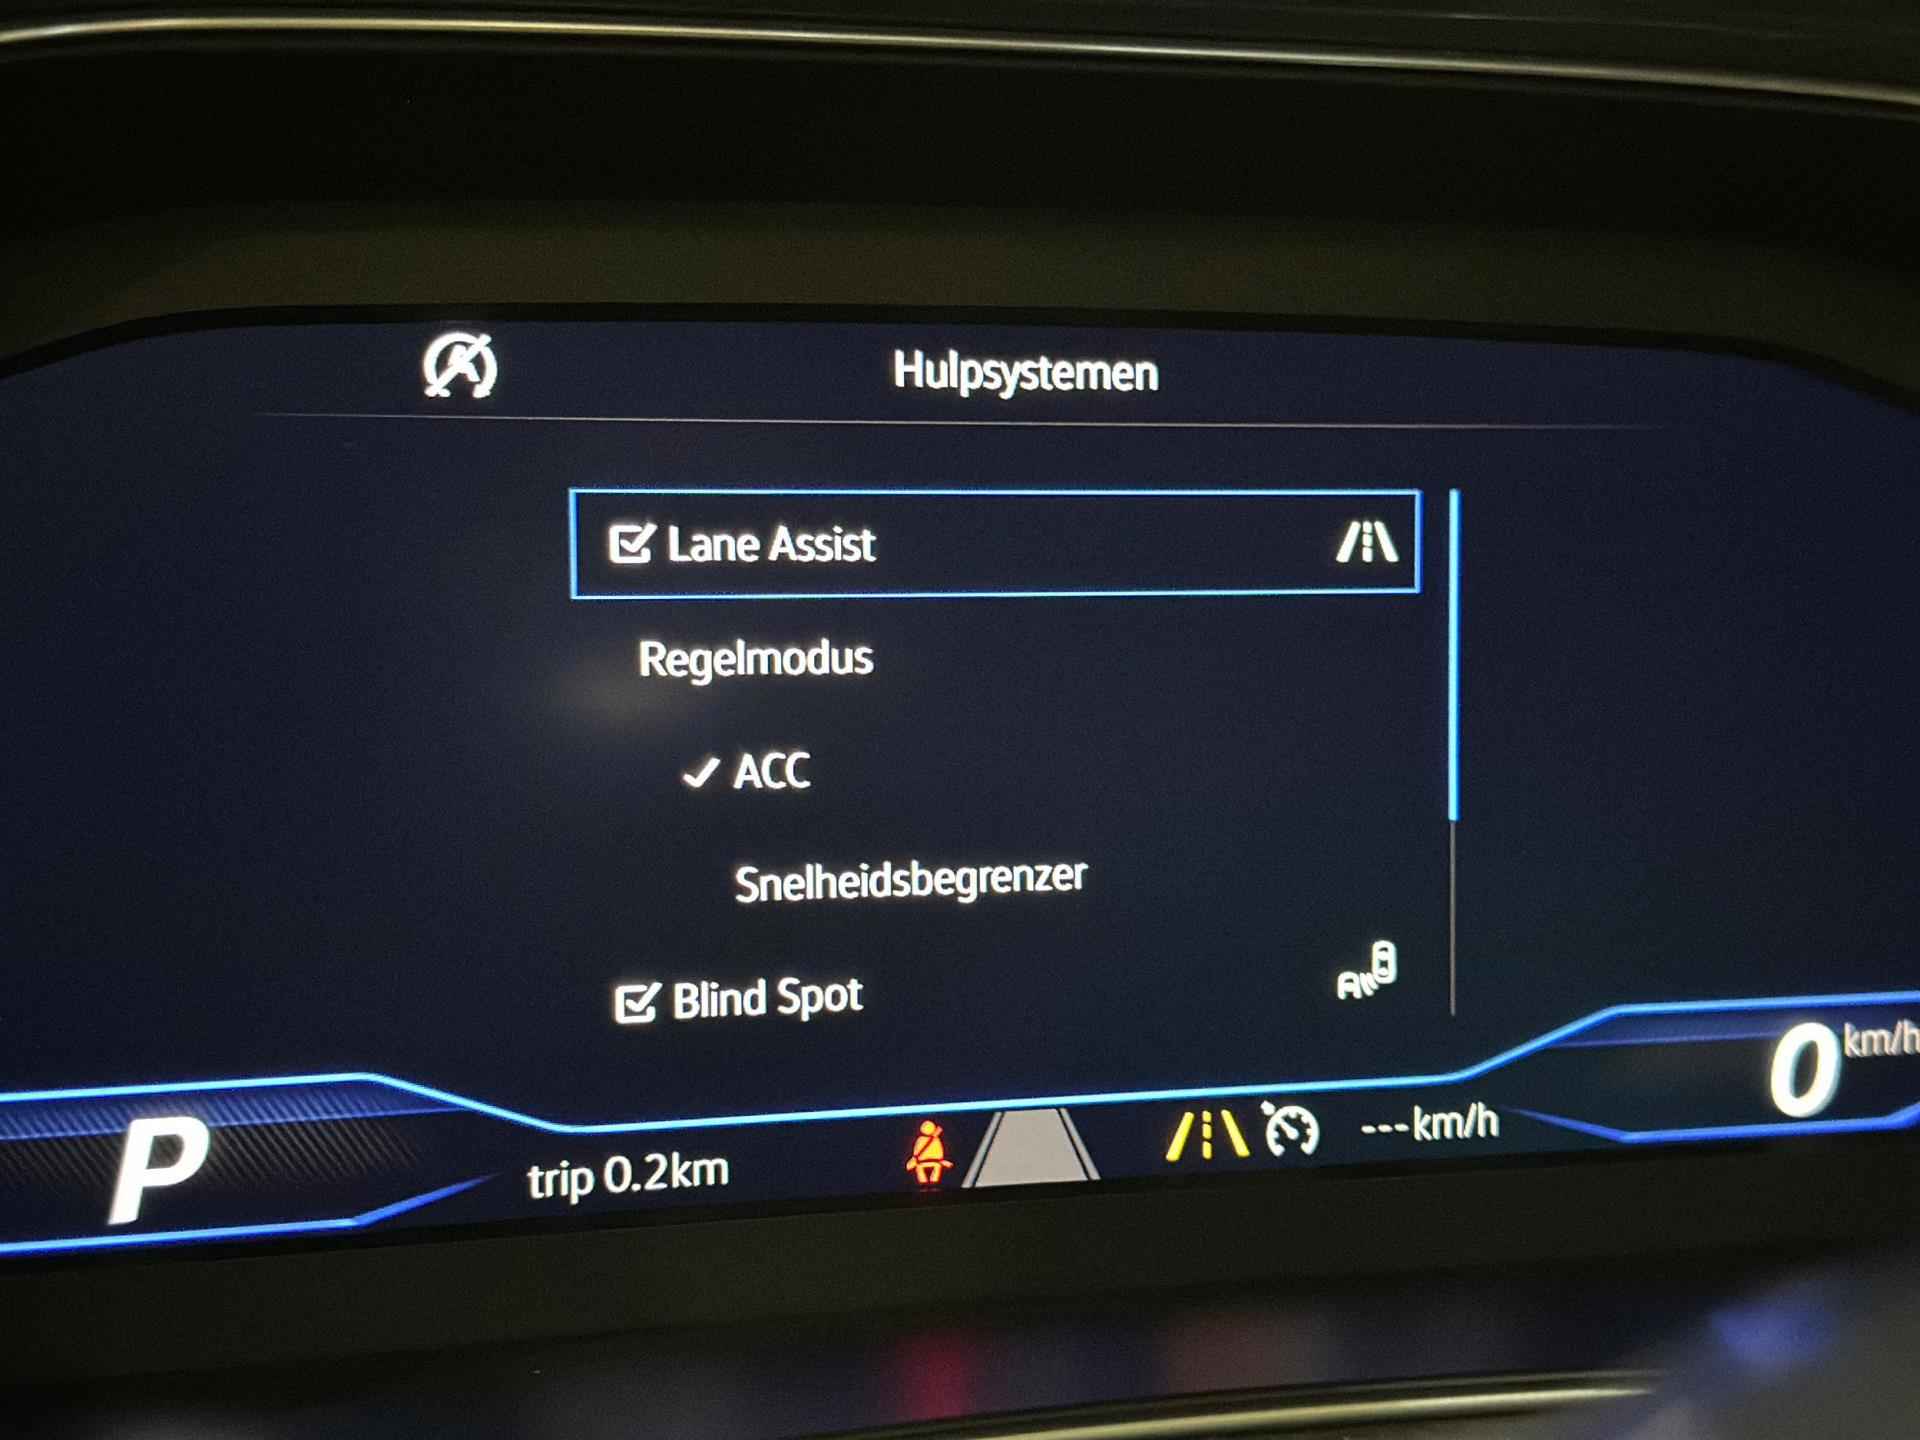 Hulpsystemen
Lane Assist
Regelmodus
ACC
Snelheidsbegrenzer
Blind Spot
P
trip 0.2km
---km/h
0 km/h